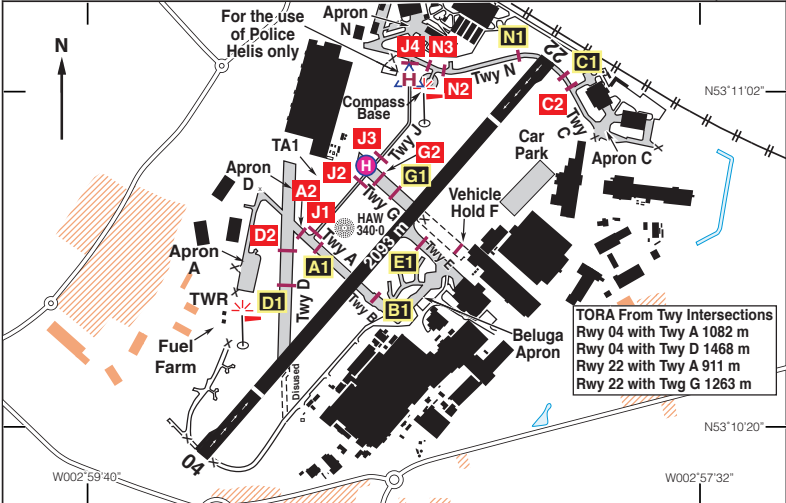 For the use
of Police
Helis only
Apron
N
N
J4
N3
N1
22
C1
H
N2
Twy N
C2
N53°11'02"
Compass
Base
Twy C
TA1
J3
Twy J
Car
Park
Apron C
J2
H
G2
Apron
D
A2
G1
Twy G
Vehicle
Hold F
J1
HAW
340·0
D2
Twy A
2093 m
Apron
A
A1
E1
Twy E
TWR
D1
Twy D
Twy B
B1
Beluga
Apron
Fuel
Farm
Disused
TORA From Twy Intersections
Rwy 04 with Twy A 1082 m
Rwy 04 with Twy D 1468 m
Rwy 22 with Twy A 911 m
Rwy 22 with Twg G 1263 m
N53°10'20"
04
W002°59'40"
W002°57'32"